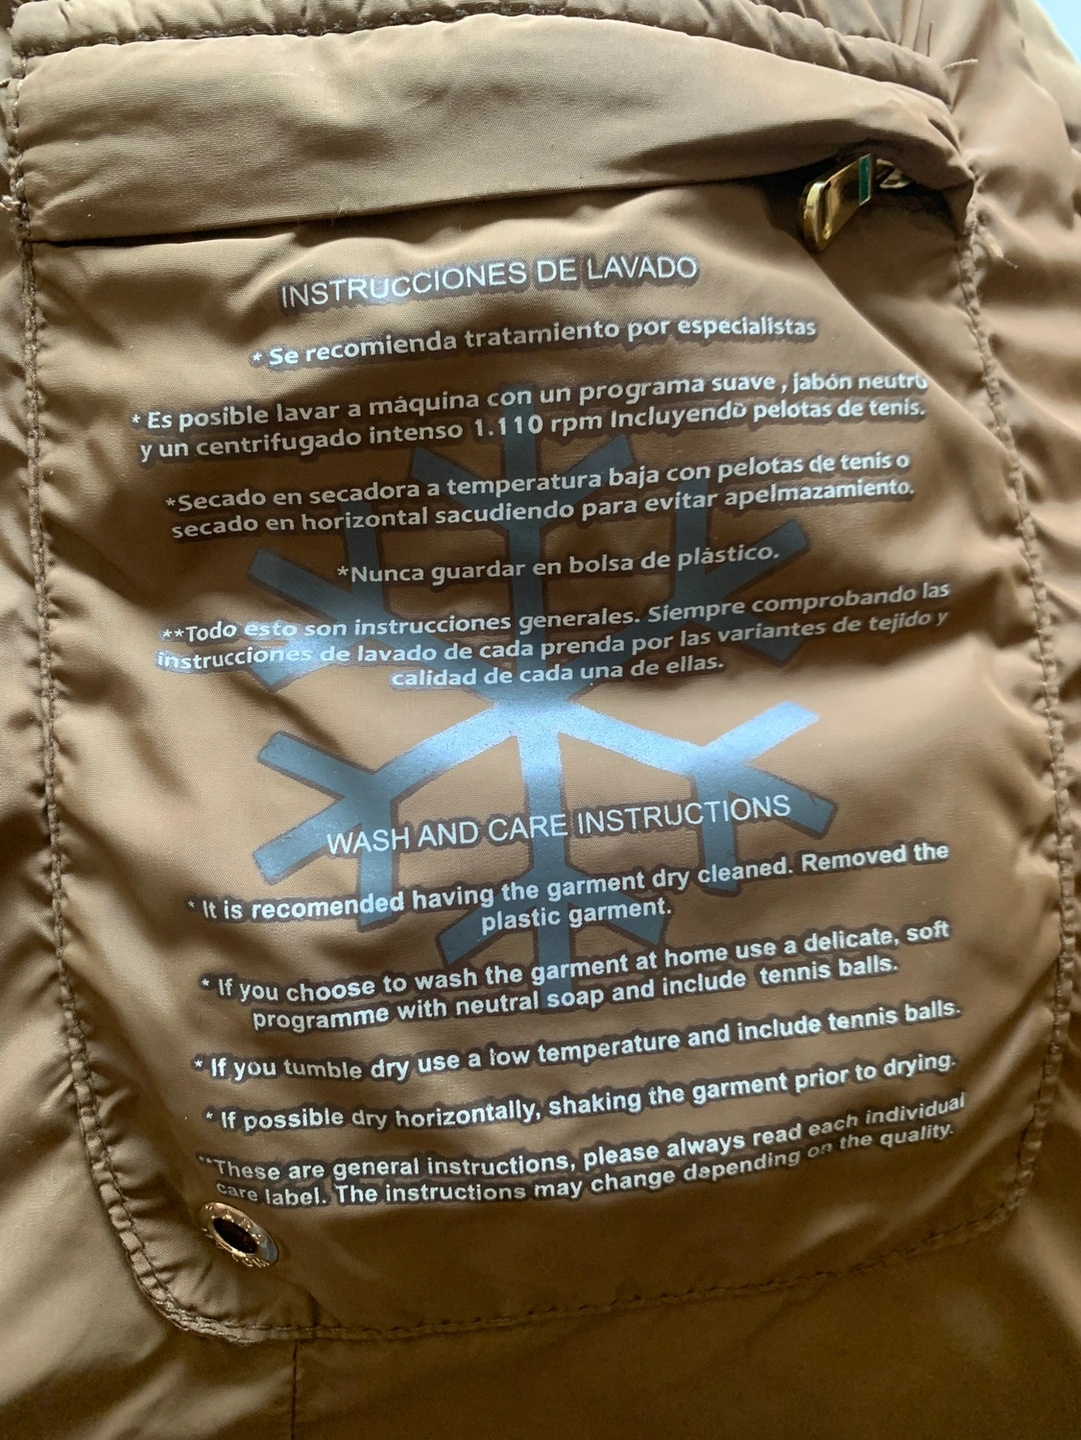 INSTRUCCIONES DE LAVADO
* Se recomienda tratamiento por especialistas
* Es posible lavar a máquina con un programa suave , jabón neutro
y un centrifugado intenso 1.110 rpm Incluyendo pelotas de tenis.
*Secado en secadora a temperatura baja con pelotas de tenis o
secado en horizontal sacudiendo para evitar apelmazamiento.
*Nunca guardar en bolsa de plástico.
**Todo esto son instrucciones generales. Siempre comprobando las
instrucciones de lavado de cada prenda por las variantes de tejido y
calidad de cada una de ellas.
WASH AND CARE INSTRUCTIONS
* It is recomended having the garment dry cleaned. Removed the
plastic garment.
* If you choose to wash the garment at home use a delicate, soft
programme with neutral soap and include tennis balls.
* If you tumble dry use a low temperature and include tennis balls.
* If possible dry horizontally, shaking the garment prior to drying.
**These are general instructions, please always read each individual
care label. The instructions may change depending on the quality.